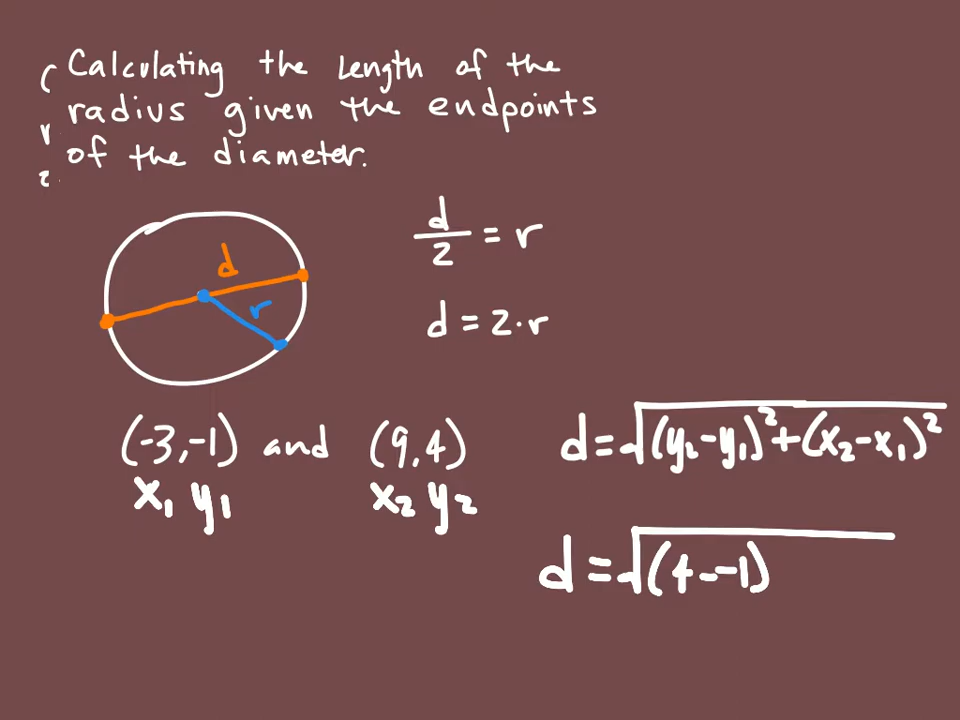 Calculating the length of the
radius given the endpoints
of the diameter.
d
r
d/2 = r
d = 2·r
(-3,-1) and (9,4)
x₁ y₁ x₂ y₂
d=√(y₂-y₁)²+(x₂-x₁)²
d=√(4--1)